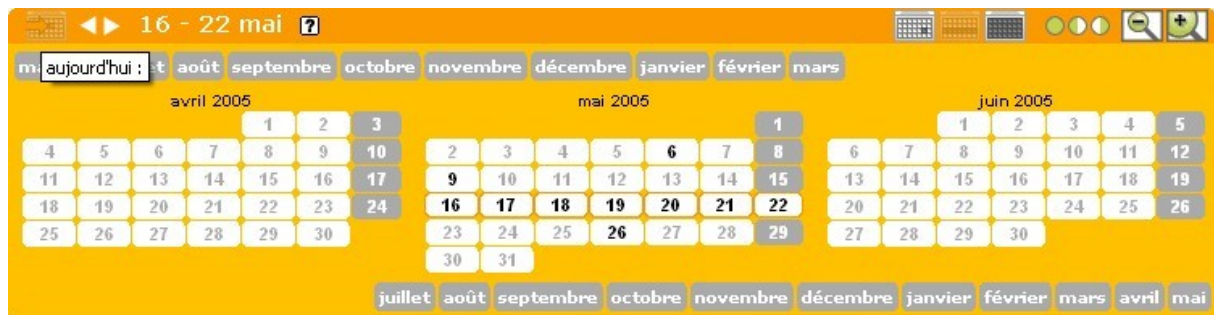 16 - 22 mai ?
aujourd'hui :
août septembre octobre novembre décembre janvier février mars
avril 2005 mai 2005 juin 2005
1 2 3 1 1 2 3 4 5
4 5 6 7 8 9 10 2 3 4 5 6 7 8 6 7 8 9 10 11 12
11 12 13 14 15 16 17 9 10 11 12 13 14 15 13 14 15 16 17 18 19
18 19 20 21 22 23 24 16 17 18 19 20 21 22 20 21 22 23 24 25 26
25 26 27 28 29 30 23 24 25 26 27 28 29 27 28 29 30
30 31
juillet août septembre octobre novembre décembre janvier février mars avril mai